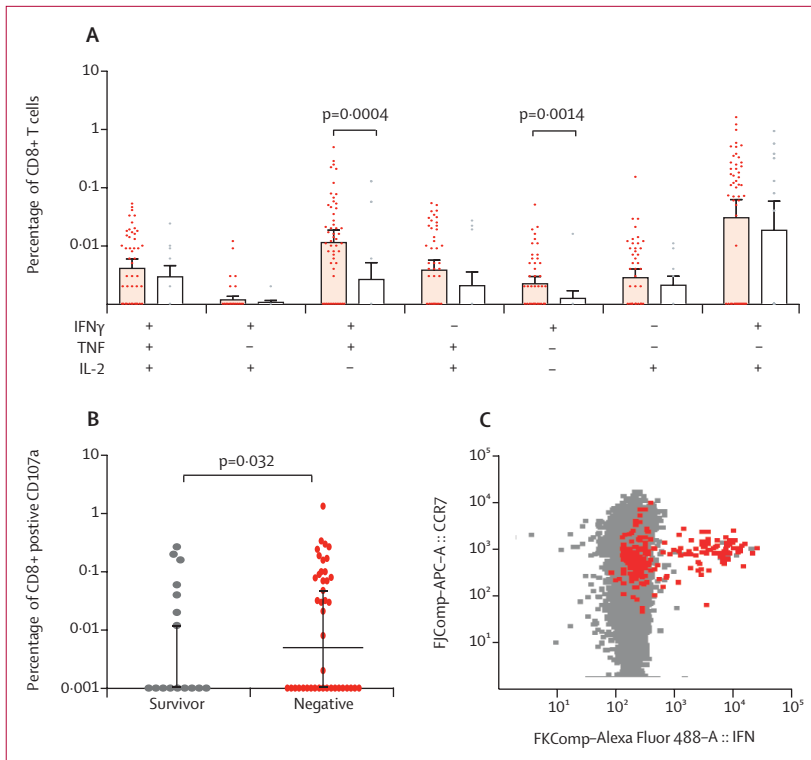 A
Percentage of CD8+ T cells
10
1
0·1
0·01
p=0·0004
p=0·0014
IFNγ + + + – + – +
TNF + – + + – – –
IL-2 + + – + – + +
B
Percentage of CD8+ postive CD107a
10
1
0·1
0·01
0·001
p=0·032
Survivor Negative
C
FJComp–APC–A :: CCR7
10⁵
10⁴
10³
10²
10¹
10¹ 10² 10³ 10⁴ 10⁵
FKComp–Alexa Fluor 488–A :: IFN